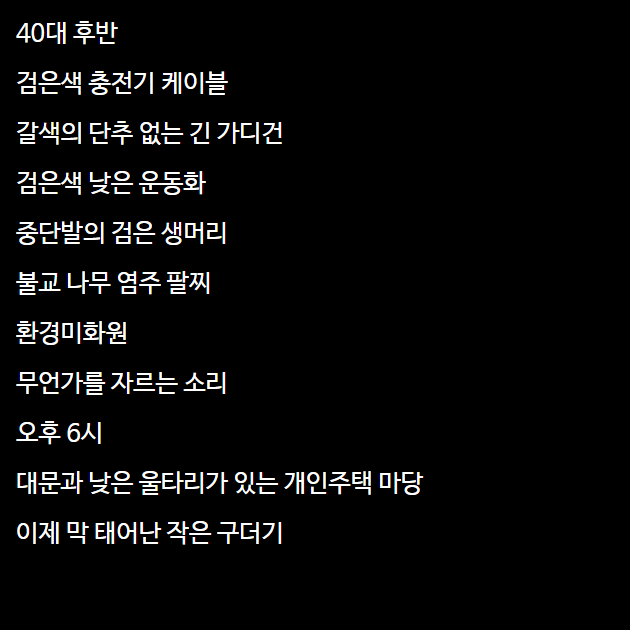 40대 후반
검은색 충전기 케이블
갈색의 단추 없는 긴 가디건
검은색 낮은 운동화
중단발의 검은 생머리
불교 나무 염주 팔찌
환경미화원
무언가를 자르는 소리
오후 6시
대문과 낮은 울타리가 있는 개인주택 마당
이제 막 태어난 작은 구더기